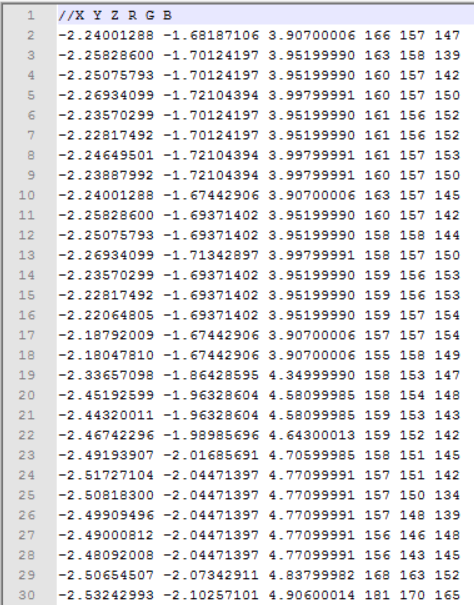 1 //X Y Z R G B
2 -2.24001288 -1.68187106 3.90700006 166 157 147
3 -2.25828600 -1.70124197 3.95199990 163 158 139
4 -2.25075793 -1.70124197 3.95199990 160 157 142
5 -2.26934099 -1.72104394 3.99799991 160 157 150
6 -2.23570299 -1.70124197 3.95199990 161 156 152
7 -2.22817492 -1.70124197 3.95199990 161 156 152
8 -2.24649501 -1.72104394 3.99799991 161 157 153
9 -2.23887992 -1.72104394 3.99799991 160 157 150
10 -2.24001288 -1.67442906 3.90700006 163 157 145
11 -2.25828600 -1.69371402 3.95199990 160 157 142
12 -2.25075793 -1.69371402 3.95199990 158 158 144
13 -2.26934099 -1.71342897 3.99799991 158 157 150
14 -2.23570299 -1.69371402 3.95199990 159 156 153
15 -2.22817492 -1.69371402 3.95199990 159 156 153
16 -2.22064805 -1.69371402 3.95199990 159 157 154
17 -2.18792009 -1.67442906 3.90700006 157 157 154
18 -2.18047810 -1.67442906 3.90700006 155 158 149
19 -2.33657098 -1.86428595 4.34999990 158 153 147
20 -2.45192599 -1.96328604 4.58099985 158 154 148
21 -2.44320011 -1.96328604 4.58099985 159 153 143
22 -2.46742296 -1.98985696 4.64300013 159 152 142
23 -2.49193907 -2.01685691 4.70599985 158 151 145
24 -2.51727104 -2.04471397 4.77099991 157 151 142
25 -2.50818300 -2.04471397 4.77099991 157 150 134
26 -2.49909496 -2.04471397 4.77099991 157 148 139
27 -2.49000812 -2.04471397 4.77099991 156 146 148
28 -2.48092008 -2.04471397 4.77099991 156 143 145
29 -2.50654507 -2.07342911 4.83799982 168 163 152
30 -2.53242993 -2.10257101 4.90600014 181 170 165